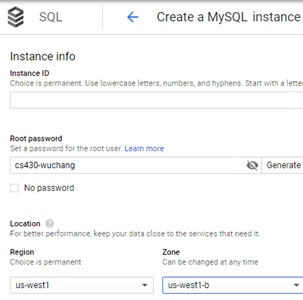 SQL Create a MySQL instance
Instance info
Instance ID
Choice is permanent. Use lowercase letters, numbers, and hyphens. Start with a lette
Root password
Set a password for the root user. Learn more
cs430-wuchang Generate
No password
Location
For better performance, keep your data close to the services that need it.
Region Zone
Choice is permanent Can be changed at any time
us-west1 us-west1-b